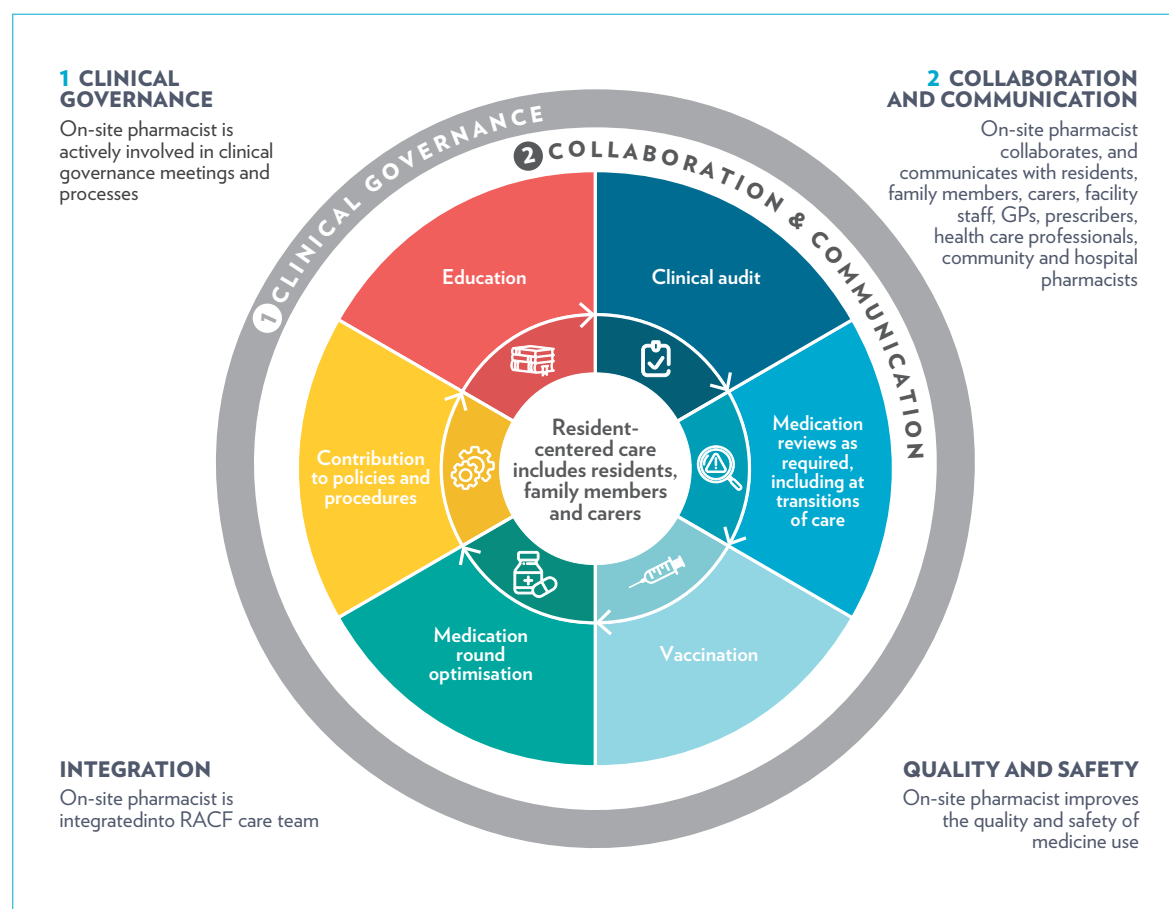 1 CLINICAL
GOVERNANCE
On-site pharmacist is
actively involved in clinical
governance meetings and
processes
2 COLLABORATION
AND COMMUNICATION
On-site pharmacist
collaborates, and
communicates with residents,
family members, carers, facility
staff, GPs, prescribers,
health care professionals,
community and hospital
pharmacists
1 CLINICAL GOVERNANCE
2 COLLABORATION & COMMUNICATION
Education
Clinical audit
Contribution
to policies and
procedures
Resident-
centered care
includes residents,
family members
and carers
Medication
reviews as
required,
including at
transitions
of care
Medication
round
optimisation
Vaccination
INTEGRATION
On-site pharmacist is
integratedinto RACF care team
QUALITY AND SAFETY
On-site pharmacist improves
the quality and safety of
medicine use